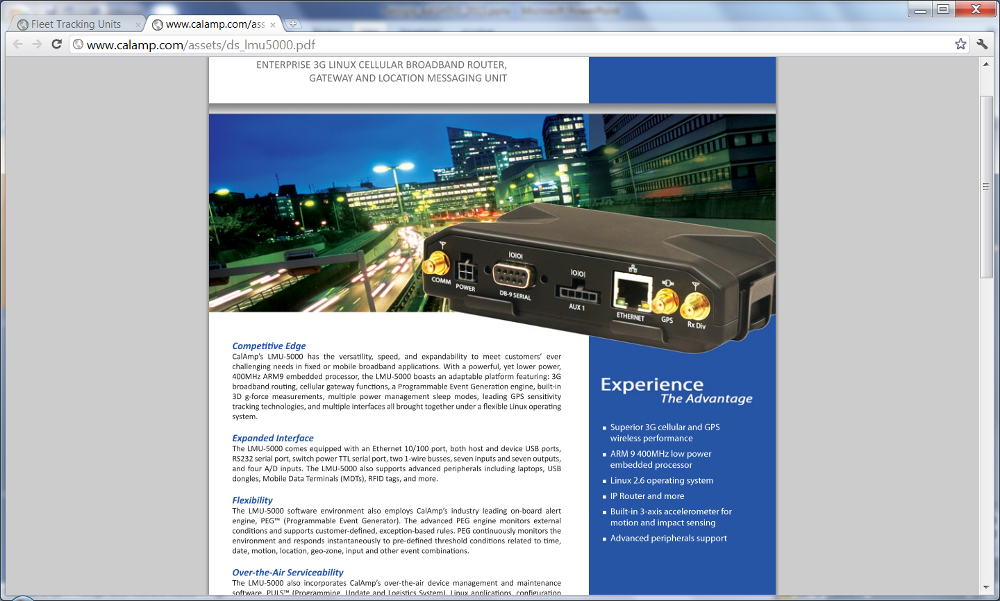 Microsoft PowerPoint
Fleet Tracking Units
www.calamp.com/ass
www.calamp.com/assets/ds_lmu5000.pdf
ENTERPRISE 3G LINUX CELLULAR BROADBAND ROUTER,
GATEWAY AND LOCATION MESSAGING UNIT
|O|O|
|O|O|
COMM
POWER
DB-9 SERIAL
AUX 1
ETHERNET
GPS
Rx Div
Competitive Edge
CalAmp's LMU-5000 has the versatility, speed, and expandability to meet customers' ever
challenging needs in fixed or mobile broadband applications. With a powerful, yet lower power,
400MHz ARM9 embedded processor, the LMU-5000 boasts an adaptable platform featuring: 3G
broadband routing, cellular gateway functions, a Programmable Event Generation engine, built-in
3D g-force measurements, multiple power management sleep modes, leading GPS sensitivity
tracking technologies, and multiple interfaces all brought together under a flexible Linux operating
system.
Expanded Interface
The LMU-5000 comes equipped with an Ethernet 10/100 port, both host and device USB ports,
RS232 serial port, switch power TTL serial port, two 1-wire busses, seven inputs and seven outputs,
and four A/D inputs. The LMU-5000 also supports advanced peripherals including laptops, USB
dongles, Mobile Data Terminals (MDTs), RFID tags, and more.
Flexibility
The LMU-5000 software environment also employs CalAmp's industry leading on-board alert
engine, PEG™ (Programmable Event Generator). The advanced PEG engine monitors external
conditions and supports customer-defined, exception-based rules. PEG continuously monitors the
environment and responds instantaneously to pre-defined threshold conditions related to time,
date, motion, location, geo-zone, input and other event combinations.
Over-the-Air Serviceability
The LMU-5000 also incorporates CalAmp's over-the-air device management and maintenance
software, PULS™ (Programming, Update and Logistics System). Linux applications, configuration
Experience
The Advantage
▪ Superior 3G cellular and GPS
wireless performance
▪ ARM 9 400MHz low power
embedded processor
▪ Linux 2.6 operating system
▪ IP Router and more
▪ Built-in 3-axis accelerometer for
motion and impact sensing
▪ Advanced peripherals support